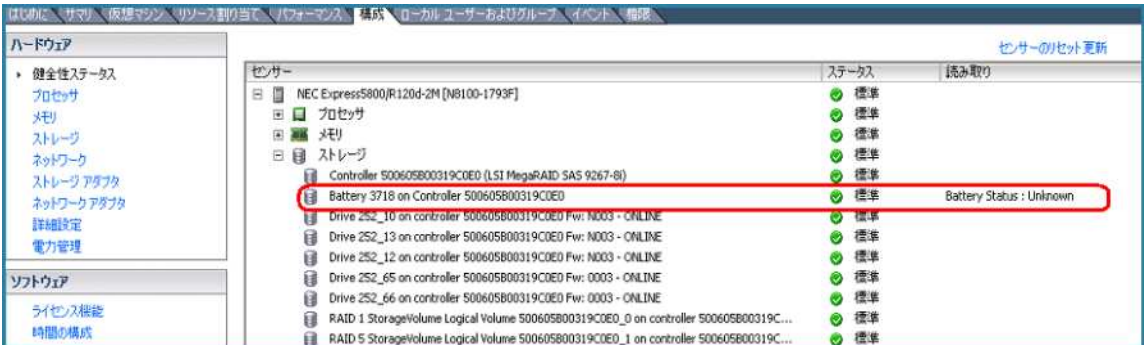 はじめに サマリ 仮想マシン リソース割り当て パフォーマンス 構成 ローカル ユーザーおよびグループ イベント 権限
ハードウェア
健全性ステータス
プロセッサ
メモリ
ストレージ
ネットワーク
ストレージ アダプタ
ネットワーク アダプタ
詳細設定
電力管理
ソフトウェア
ライセンス機能
時間の構成
センサーのリセット 更新
センサー ステータス 読み取り
NEC Express5800/R120d-2M [N8100-1793F] 標準
プロセッサ 標準
メモリ 標準
ストレージ 標準
Controller 500605B00319C0E0 (LSI MegaRAID SAS 9267-8i) 標準
Battery 3718 on Controller 500605B00319C0E0 標準 Battery Status : Unknown
Drive 252_10 on controller 500605B00319C0E0 Fw: N003 - ONLINE 標準
Drive 252_13 on controller 500605B00319C0E0 Fw: N003 - ONLINE 標準
Drive 252_12 on controller 500605B00319C0E0 Fw: N003 - ONLINE 標準
Drive 252_65 on controller 500605B00319C0E0 Fw: 0003 - ONLINE 標準
Drive 252_66 on controller 500605B00319C0E0 Fw: 0003 - ONLINE 標準
RAID 1 StorageVolume Logical Volume 500605B00319C0E0_0 on controller 500605B00319C... 標準
RAID 5 StorageVolume Logical Volume 500605B00319C0E0_1 on controller 500605B00319C... 標準